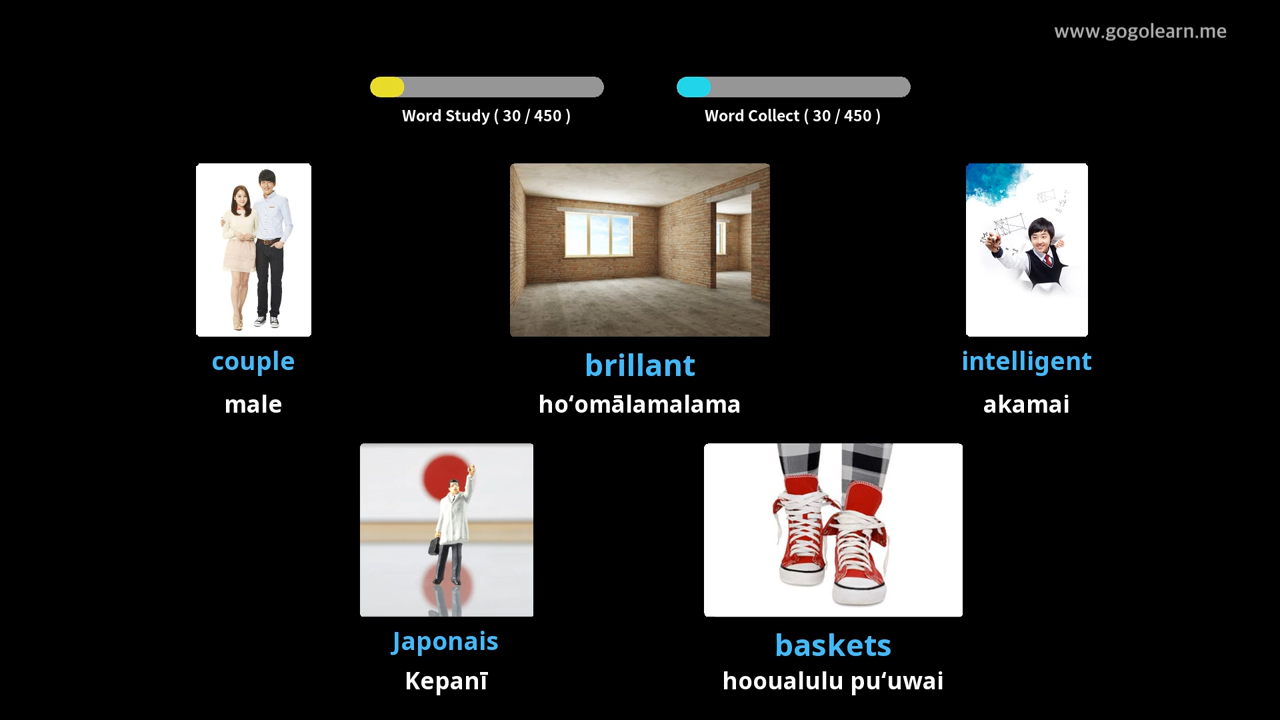 www.gogolearn.me
Word Study ( 30 / 450 )
Word Collect ( 30 / 450 )
couple
brillant
intelligent
male
hoʻomālamalama
akamai
Japonais
baskets
Kepanī
hooualulu puʻuwai